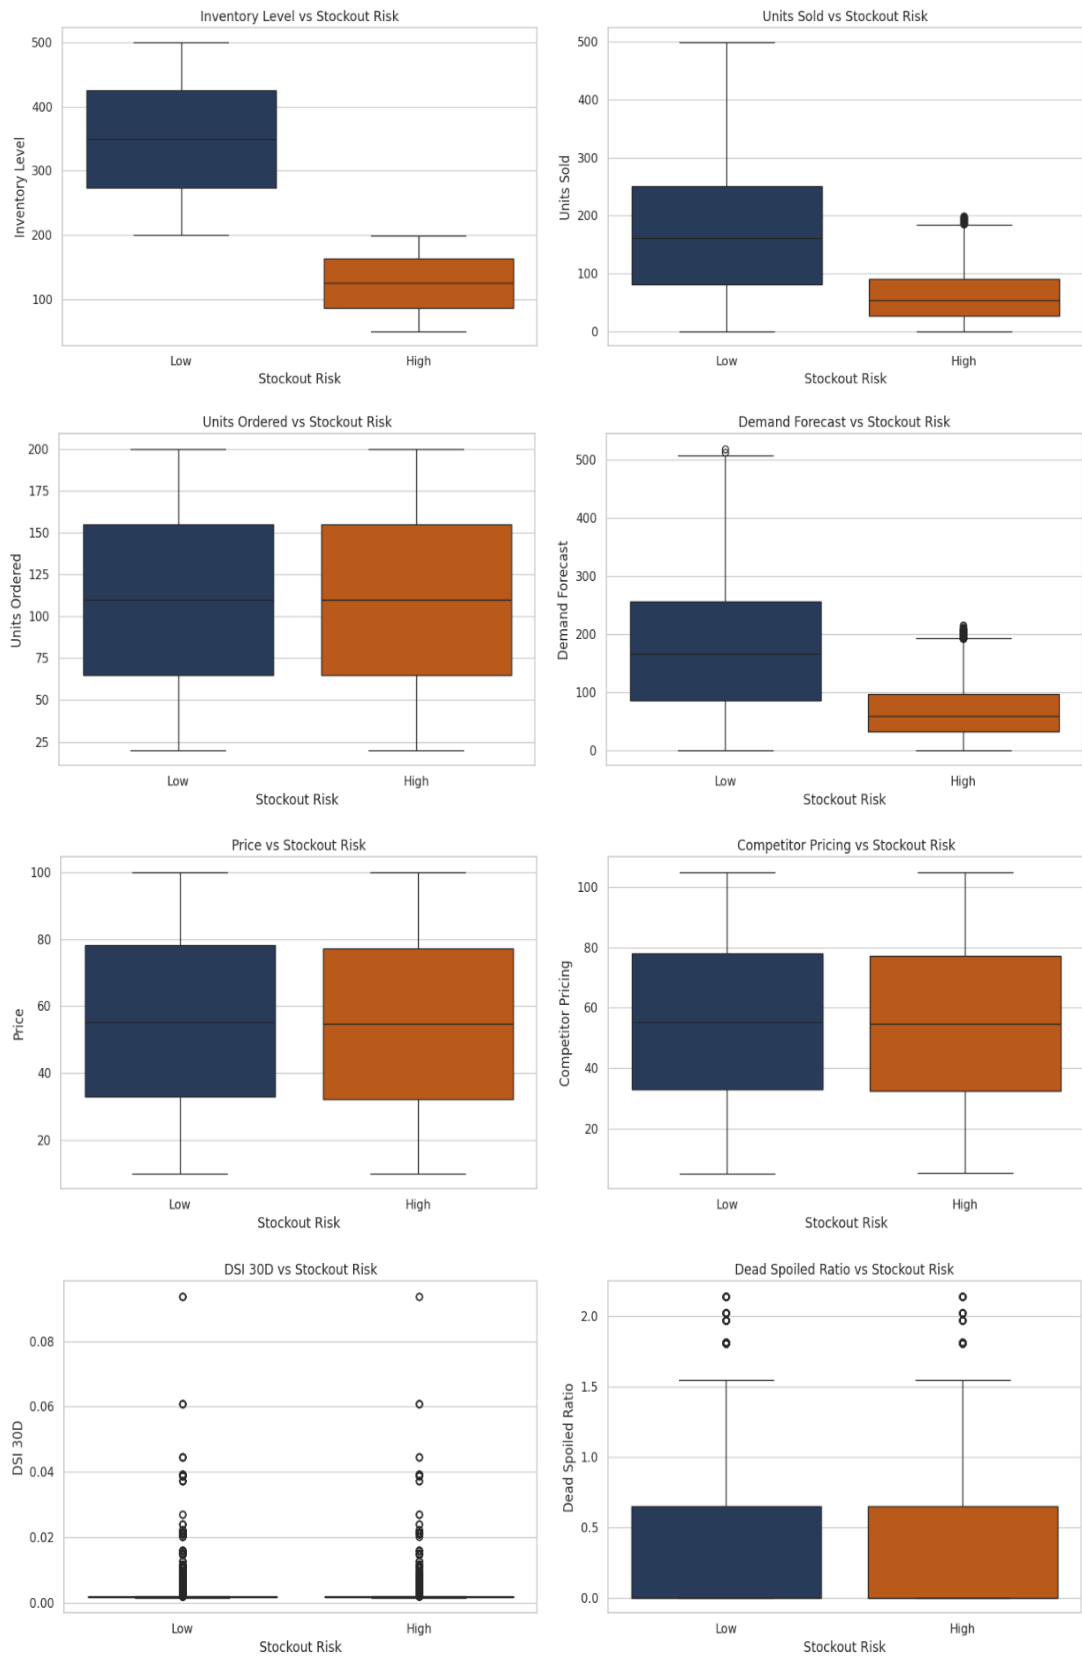 Inventory Level vs Stockout Risk
Inventory Level
500
400
300
200
100
Low
High
Stockout Risk
Units Sold vs Stockout Risk
Units Sold
500
400
300
200
100
0
Low
High
Stockout Risk
Units Ordered vs Stockout Risk
Units Ordered
200
175
150
125
100
75
50
25
Low
High
Stockout Risk
Demand Forecast vs Stockout Risk
Demand Forecast
500
400
300
200
100
0
Low
High
Stockout Risk
Price vs Stockout Risk
Price
100
80
60
40
20
Low
High
Stockout Risk
Competitor Pricing vs Stockout Risk
Competitor Pricing
100
80
60
40
20
Low
High
Stockout Risk
DSI 30D vs Stockout Risk
DSI 30D
0.08
0.06
0.04
0.02
0.00
Low
High
Stockout Risk
Dead Spoiled Ratio vs Stockout Risk
Dead Spoiled Ratio
2.0
1.5
1.0
0.5
0.0
Low
High
Stockout Risk